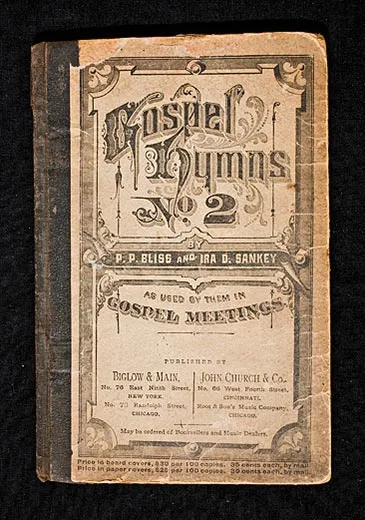 Gospel
Hymns
No. 2
BY
P. P. BLISS AND IRA D. SANKEY
AS USED BY THEM IN
GOSPEL MEETINGS
PUBLISHED BY
BIGLOW & MAIN,
No. 76 East Ninth Street,
NEW YORK.
No. 73 Randolph Street,
CHICAGO.
JOHN CHURCH & Co.
No. 66 West Fourth Street,
CINCINNATI.
Root & Son's Music Company,
CHICAGO.
May be ordered of Booksellers and Music Dealers.
Price in board covers, $30 per 100 copies. 35 cents each, by mail
Price in paper covers, $25 per 100 copies. 30 cents each, by mail